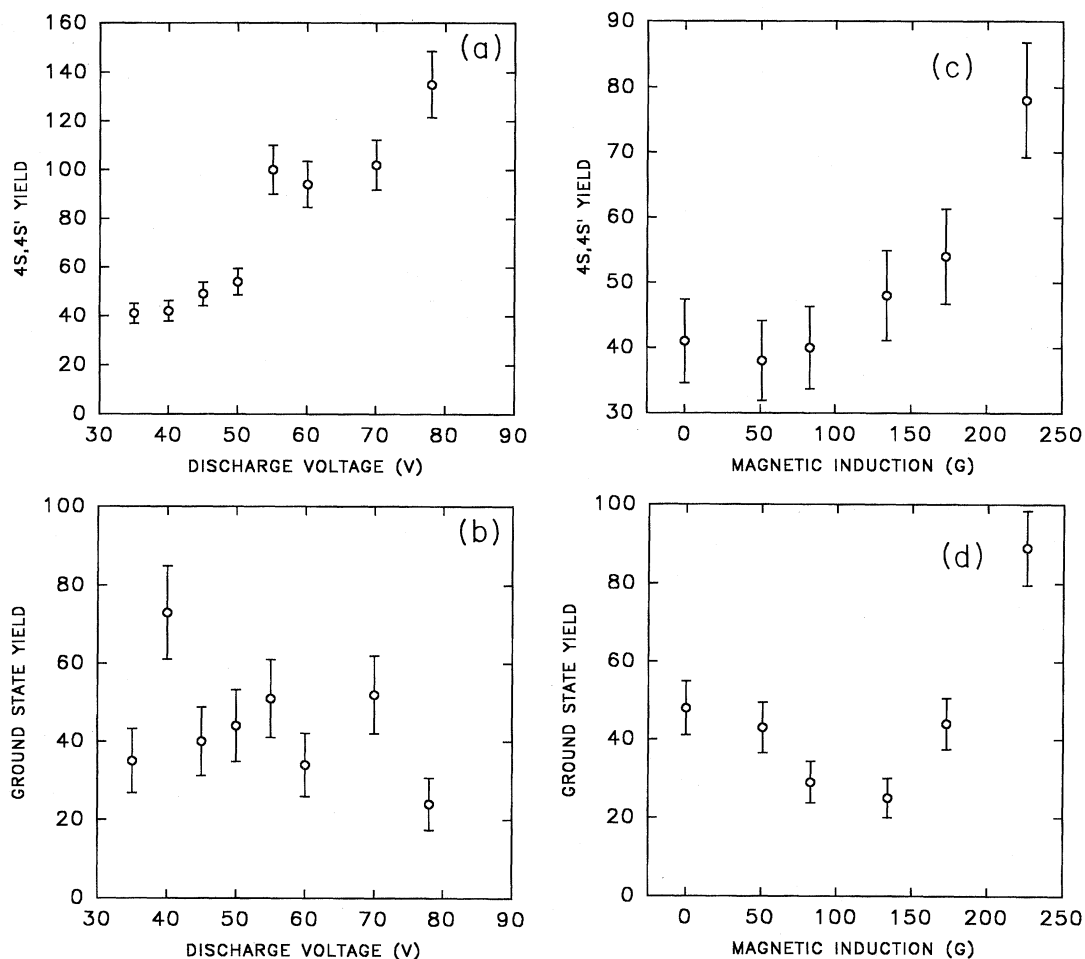 (a)
4S,4S' YIELD
160
140
120
100
80
60
40
20
0
30 40 50 60 70 80 90
DISCHARGE VOLTAGE (V)
(c)
4S,4S' YIELD
90
80
70
60
50
40
30
0 50 100 150 200 250
MAGNETIC INDUCTION (G)
(b)
GROUND STATE YIELD
100
80
60
40
20
0
30 40 50 60 70 80 90
DISCHARGE VOLTAGE (V)
(d)
GROUND STATE YIELD
100
80
60
40
20
0
0 50 100 150 200 250
MAGNETIC INDUCTION (G)